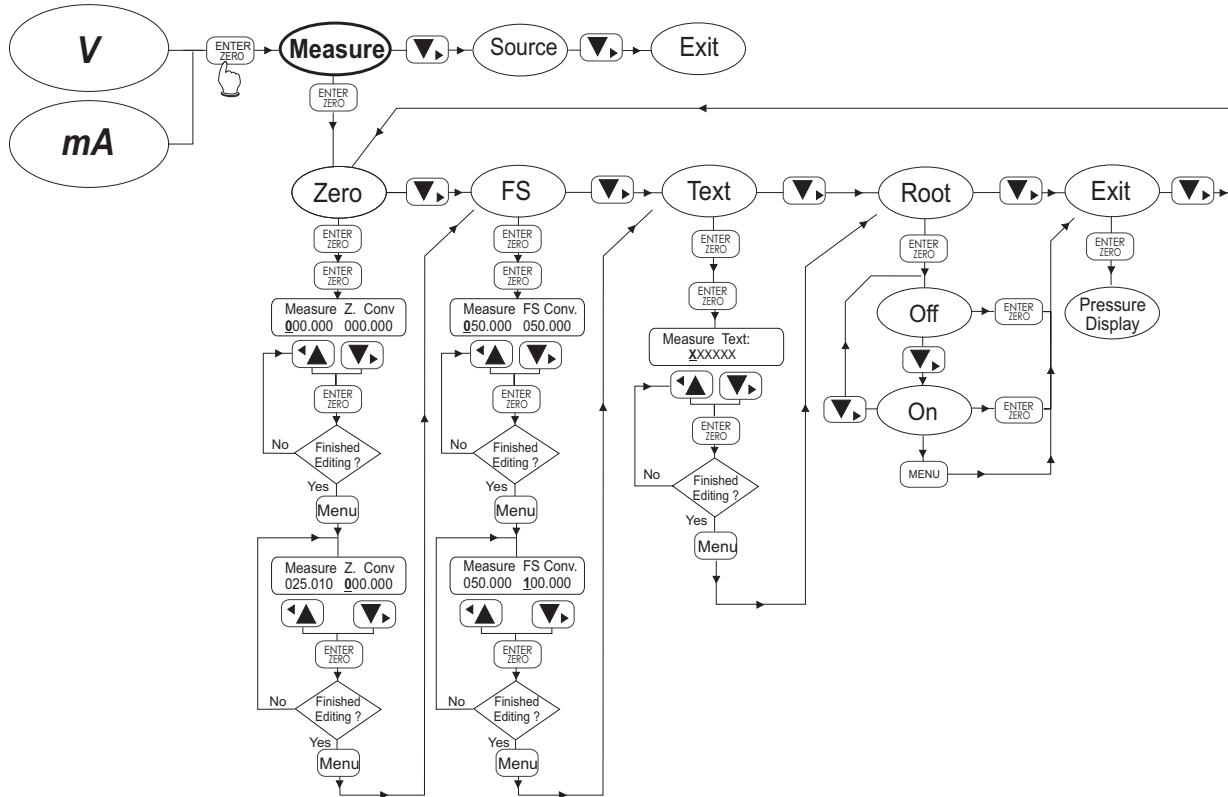 V
ENTER
ZERO
Measure
Source
Exit
ENTER
ZERO
mA
Zero
FS
Text
Root
Exit
ENTER
ZERO
ENTER
ZERO
ENTER
ZERO
ENTER
ZERO
ENTER
ZERO
ENTER
ZERO
ENTER
ZERO
ENTER
ZERO
Measure Z. Conv
000.000 000.000
Measure FS Conv.
050.000 050.000
Measure Text:
XXXXXX
Off
ENTER
ZERO
Pressure
Display
ENTER
ZERO
ENTER
ZERO
ENTER
ZERO
On
ENTER
ZERO
No
Finished
Editing ?
Yes
No
Finished
Editing ?
Yes
No
Finished
Editing ?
Yes
MENU
Menu
Menu
Menu
Measure Z. Conv
025.010 000.000
Measure FS Conv.
050.000 100.000
ENTER
ZERO
ENTER
ZERO
No
Finished
Editing ?
Yes
No
Finished
Editing ?
Yes
Menu
Menu